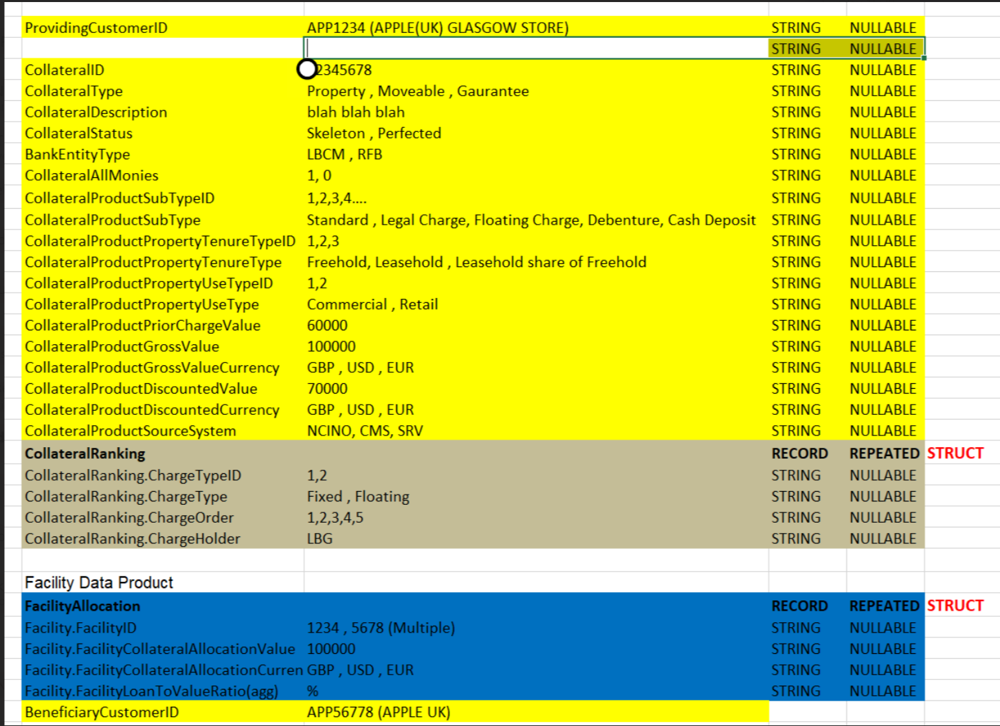 ProvidingCustomerID APP1234 (APPLE(UK) GLASGOW STORE) STRING NULLABLE
STRING NULLABLE
CollateralID 2345678 STRING NULLABLE
CollateralType Property , Moveable , Gaurantee STRING NULLABLE
CollateralDescription blah blah blah STRING NULLABLE
CollateralStatus Skeleton , Perfected STRING NULLABLE
BankEntityType LBCM , RFB STRING NULLABLE
CollateralAllMonies 1, 0 STRING NULLABLE
CollateralProductSubTypeID 1,2,3,4.... STRING NULLABLE
CollateralProductSubType Standard , Legal Charge, Floating Charge, Debenture, Cash Deposit STRING NULLABLE
CollateralProductPropertyTenureTypeID 1,2,3 STRING NULLABLE
CollateralProductPropertyTenureType Freehold, Leasehold , Leasehold share of Freehold STRING NULLABLE
CollateralProductPropertyUseTypeID 1,2 STRING NULLABLE
CollateralProductPropertyUseType Commercial , Retail STRING NULLABLE
CollateralProductPriorChargeValue 60000 STRING NULLABLE
CollateralProductGrossValue 100000 STRING NULLABLE
CollateralProductGrossValueCurrency GBP , USD , EUR STRING NULLABLE
CollateralProductDiscountedValue 70000 STRING NULLABLE
CollateralProductDiscountedCurrency GBP , USD , EUR STRING NULLABLE
CollateralProductSourceSystem NCINO, CMS, SRV STRING NULLABLE
CollateralRanking RECORD REPEATED STRUCT
CollateralRanking.ChargeTypeID 1,2 STRING NULLABLE
CollateralRanking.ChargeType Fixed , Floating STRING NULLABLE
CollateralRanking.ChargeOrder 1,2,3,4,5 STRING NULLABLE
CollateralRanking.ChargeHolder LBG STRING NULLABLE
Facility Data Product
FacilityAllocation RECORD REPEATED STRUCT
Facility.FacilityID 1234 , 5678 (Multiple) STRING NULLABLE
Facility.FacilityCollateralAllocationValue 100000 STRING NULLABLE
Facility.FacilityCollateralAllocationCurren GBP , USD , EUR STRING NULLABLE
Facility.FacilityLoanToValueRatio(agg) % STRING NULLABLE
BeneficiaryCustomerID APP56778 (APPLE UK)